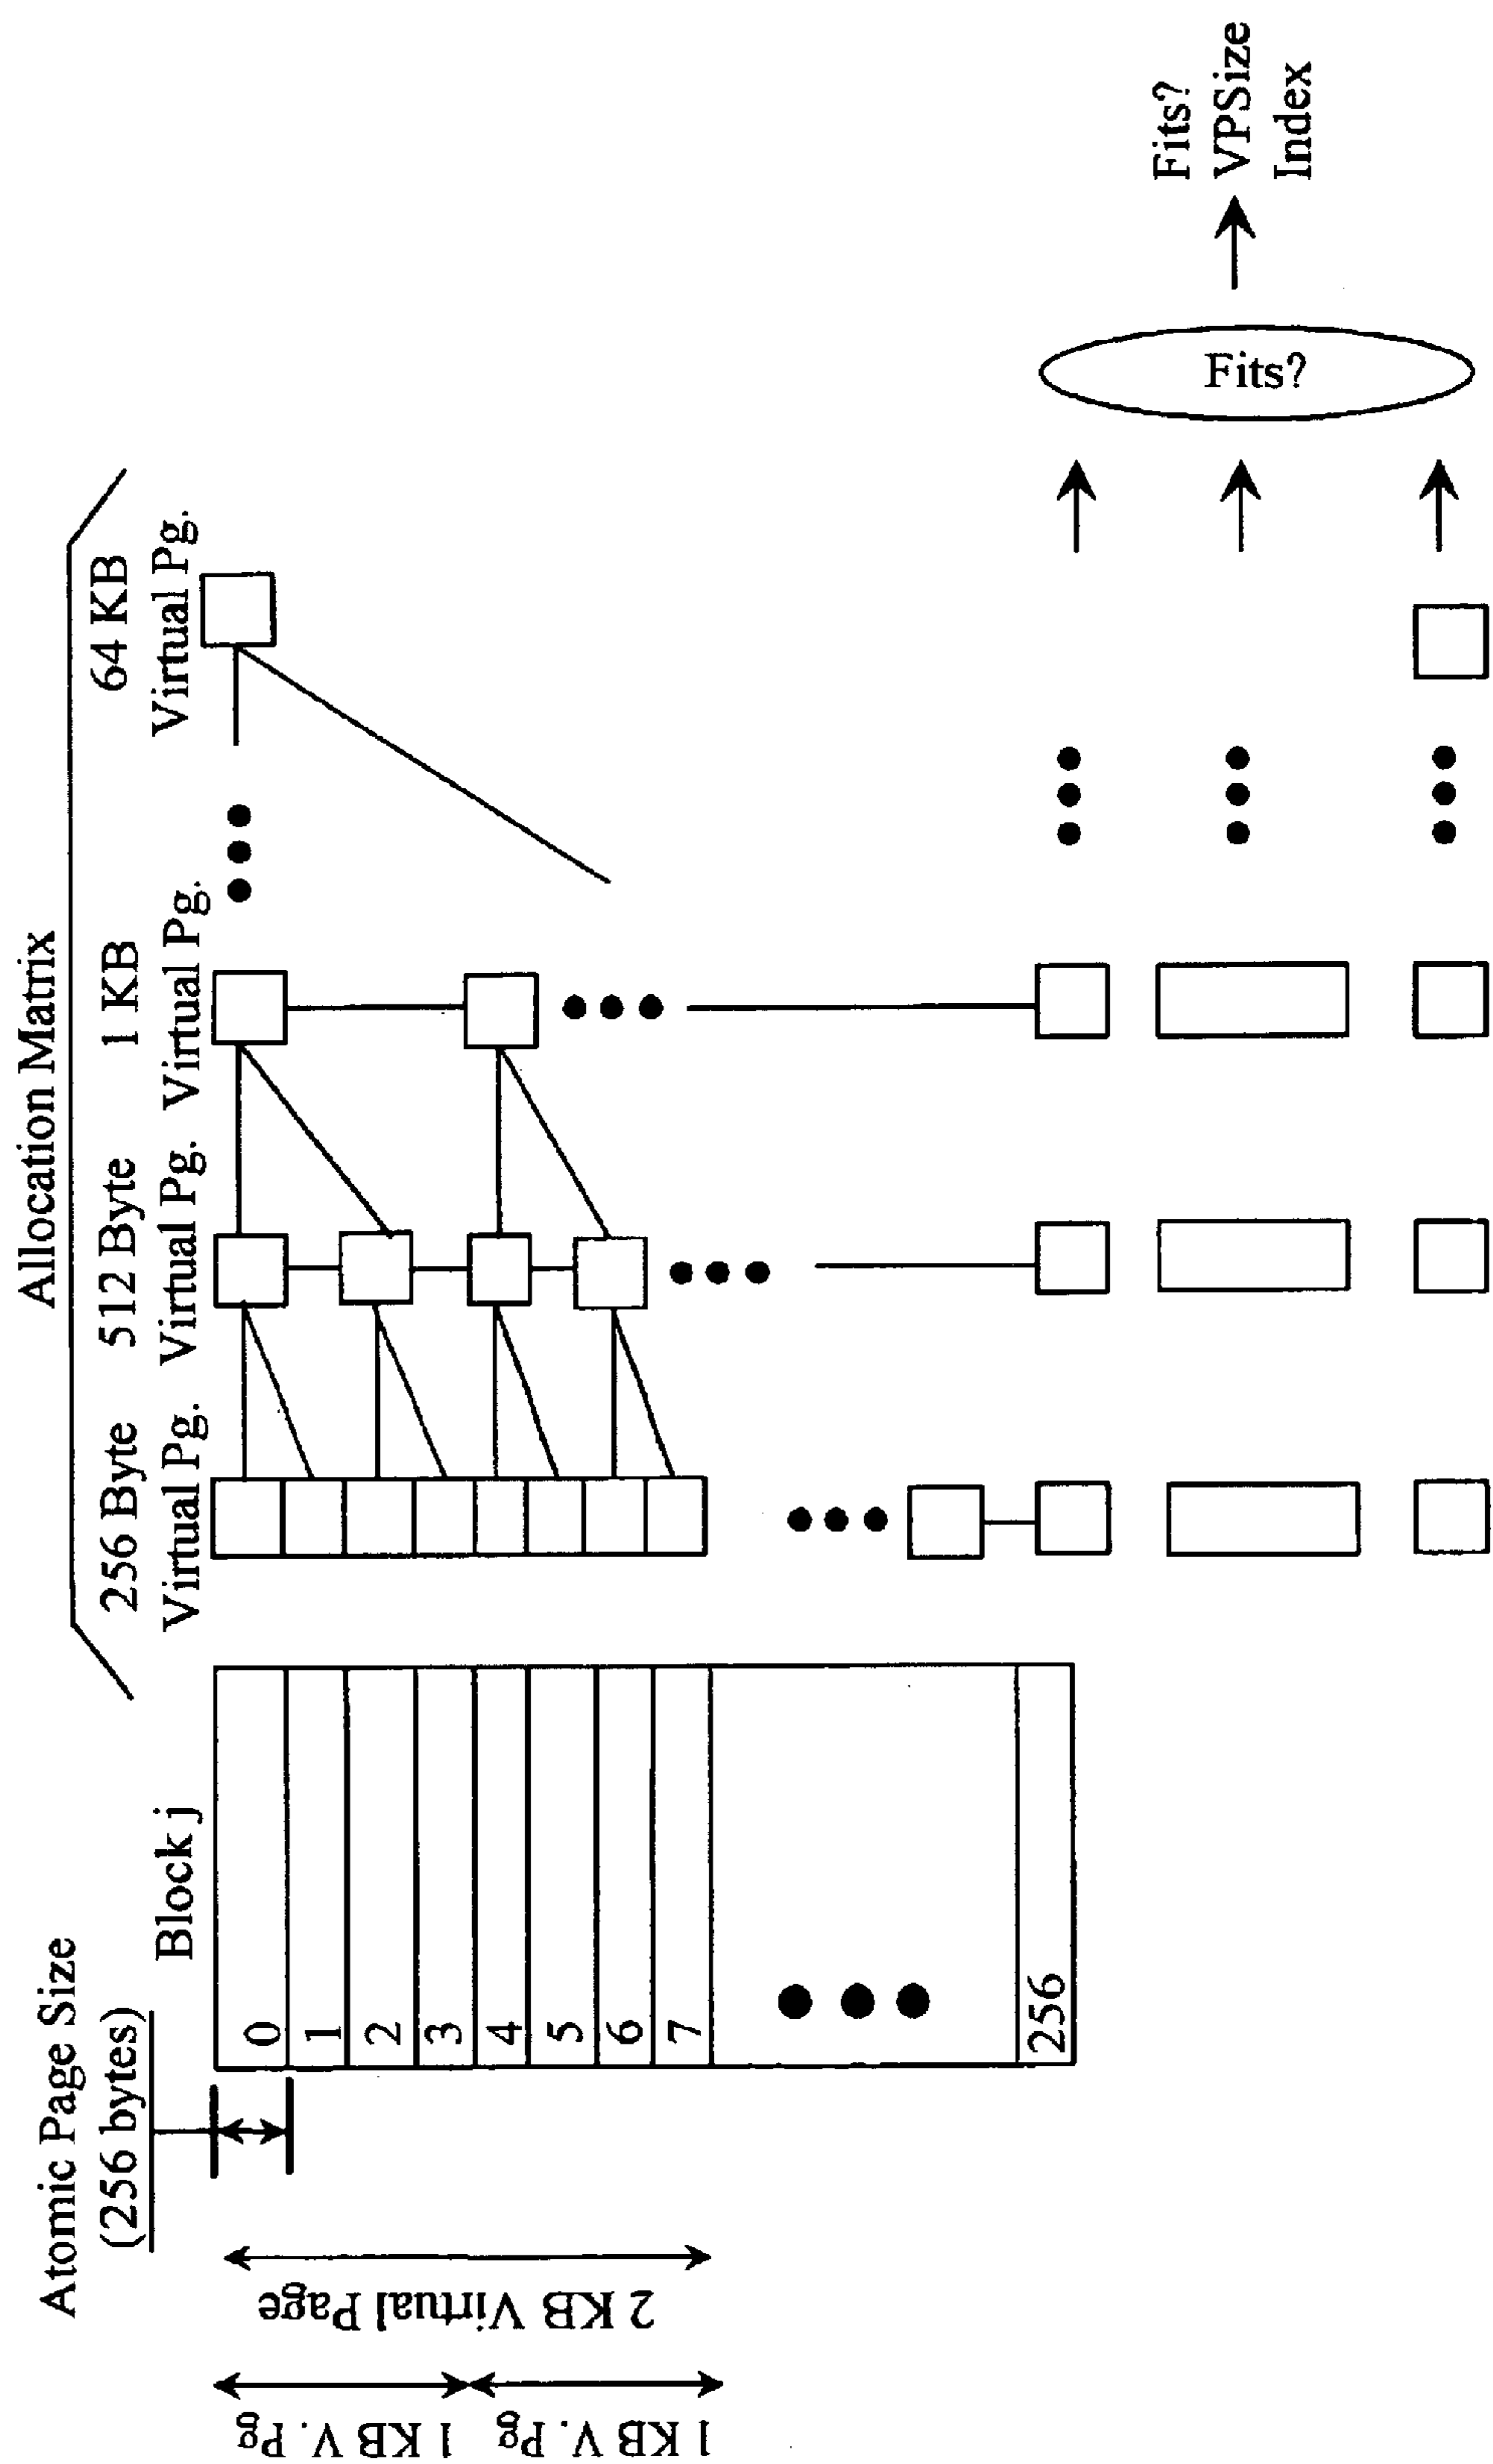 Allocation Matrix
Atomic Page Size
(256 bytes)
Block j
256 Byte
Virtual Pg.
512 Byte
Virtual Pg.
1 KB
Virtual Pg.
64 KB
Virtual Pg.
0
1
2
3
4
5
6
7
256
2 KB Virtual Page
1 KB V. Pg
1 KB V. Pg
Fits?
Fits?
VPSize
Index